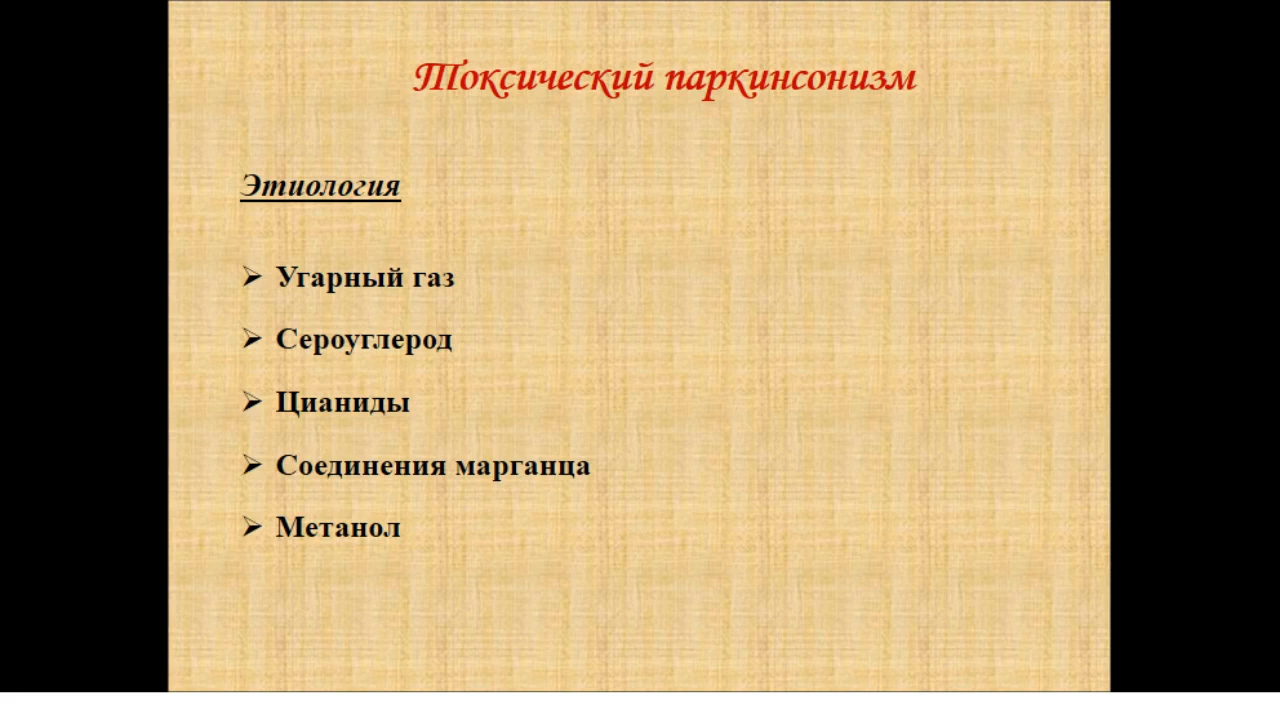 Токсический паркинсонизм
Этиология
➢ Угарный газ
➢ Сероуглерод
➢ Цианиды
➢ Соединения марганца
➢ Метанол